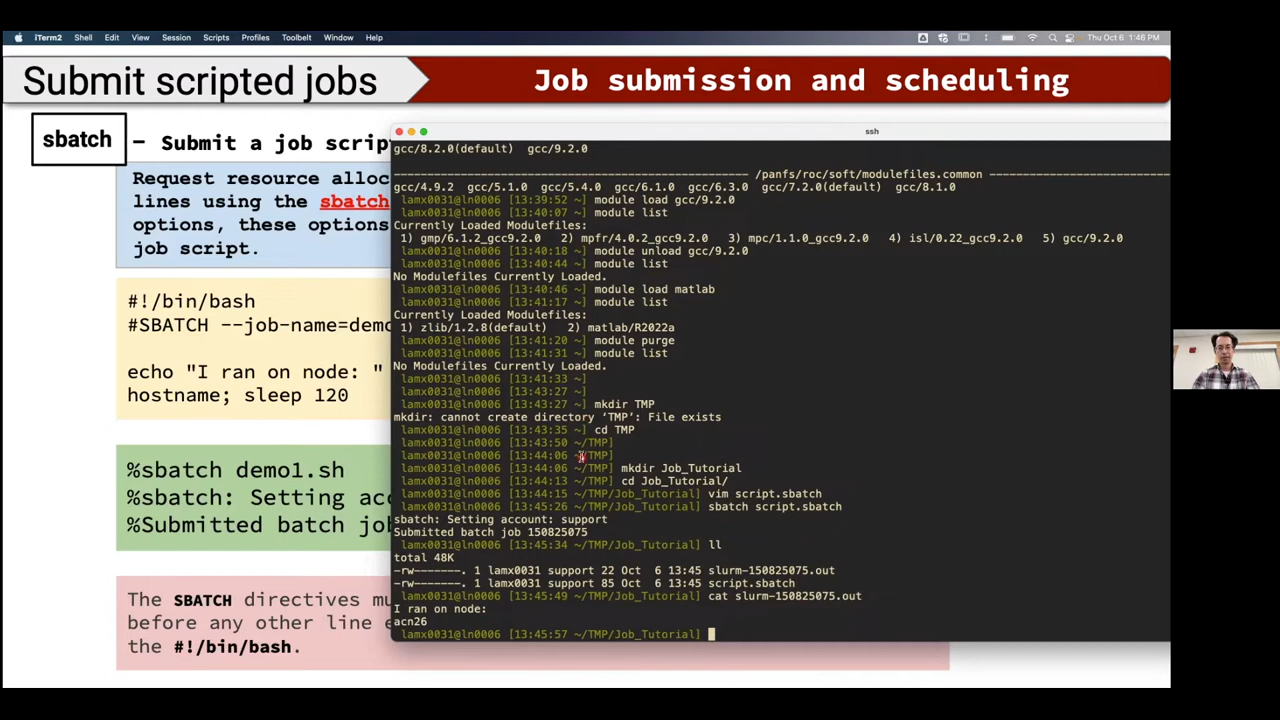 iTerm2 Shell Edit View Session Scripts Profiles Toolbelt Window Help
Thu Oct 6 1:46 PM
Submit scripted jobs
Job submission and scheduling
sbatch
– Submit a job scrip
Request resource alloc
lines using the sbatch
options, these options
job script.
#!/bin/bash
#SBATCH --job-name=demo
echo "I ran on node: "
hostname; sleep 120
%sbatch demo1.sh
%sbatch: Setting acc
%Submitted batch job
The SBATCH directives mu
before any other line e
the #!/bin/bash.
ssh
gcc/8.2.0(default) gcc/9.2.0
------------------------------------------------------ /panfs/roc/soft/modulefiles.common ---------------------------
gcc/4.9.2 gcc/5.1.0 gcc/5.4.0 gcc/6.1.0 gcc/6.3.0 gcc/7.2.0(default) gcc/8.1.0
lamx0031@ln0006 [13:39:52 ~] module load gcc/9.2.0
lamx0031@ln0006 [13:40:07 ~] module list
Currently Loaded Modulefiles:
1) gmp/6.1.2_gcc9.2.0 2) mpfr/4.0.2_gcc9.2.0 3) mpc/1.1.0_gcc9.2.0 4) isl/0.22_gcc9.2.0 5) gcc/9.2.0
lamx0031@ln0006 [13:40:18 ~] module unload gcc/9.2.0
lamx0031@ln0006 [13:40:44 ~] module list
No Modulefiles Currently Loaded.
lamx0031@ln0006 [13:40:46 ~] module load matlab
lamx0031@ln0006 [13:41:17 ~] module list
Currently Loaded Modulefiles:
1) zlib/1.2.8(default) 2) matlab/R2022a
lamx0031@ln0006 [13:41:20 ~] module purge
lamx0031@ln0006 [13:41:31 ~] module list
No Modulefiles Currently Loaded.
lamx0031@ln0006 [13:41:33 ~]
lamx0031@ln0006 [13:43:27 ~]
lamx0031@ln0006 [13:43:27 ~] mkdir TMP
mkdir: cannot create directory ‘TMP’: File exists
lamx0031@ln0006 [13:43:35 ~] cd TMP
lamx0031@ln0006 [13:43:50 ~/TMP]
lamx0031@ln0006 [13:44:06 ~/TMP]
lamx0031@ln0006 [13:44:06 ~/TMP] mkdir Job_Tutorial
lamx0031@ln0006 [13:44:13 ~/TMP] cd Job_Tutorial/
lamx0031@ln0006 [13:44:15 ~/TMP/Job_Tutorial] vim script.sbatch
lamx0031@ln0006 [13:45:26 ~/TMP/Job_Tutorial] sbatch script.sbatch
sbatch: Setting account: support
Submitted batch job 150825075
lamx0031@ln0006 [13:45:34 ~/TMP/Job_Tutorial] ll
total 48K
-rw-------. 1 lamx0031 support 22 Oct 6 13:45 slurm-150825075.out
-rw-------. 1 lamx0031 support 85 Oct 6 13:45 script.sbatch
lamx0031@ln0006 [13:45:49 ~/TMP/Job_Tutorial] cat slurm-150825075.out
I ran on node:
acn26
lamx0031@ln0006 [13:45:57 ~/TMP/Job_Tutorial]